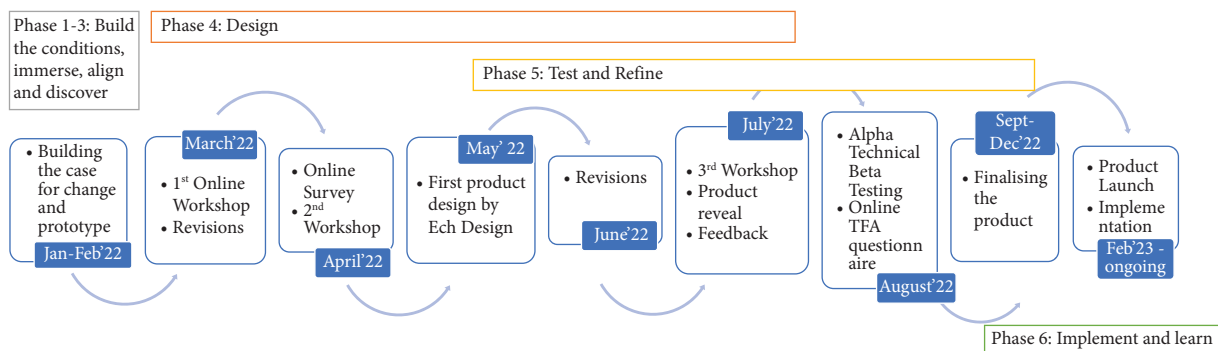 Phase 1-3: Build
the conditions,
immerse, align
and discover
Phase 4: Design
Phase 5: Test and Refine
• Building
the case
for change
and
prototype
Jan-Feb'22
March'22
• 1st Online
Workshop
• Revisions
• Online
Survey
• 2nd
Workshop
April'22
May' 22
• First product
design by
Ech Design
• Revisions
June'22
July'22
• 3rd Workshop
• Product
reveal
• Feedback
• Alpha
Technical
Beta
Testing
• Online
TFA
questionn
aire
August'22
Sept-
Dec'22
• Finalising
the
product
• Product
Launch
• Impleme
ntation
Feb'23 -
ongoing
Phase 6: Implement and learn